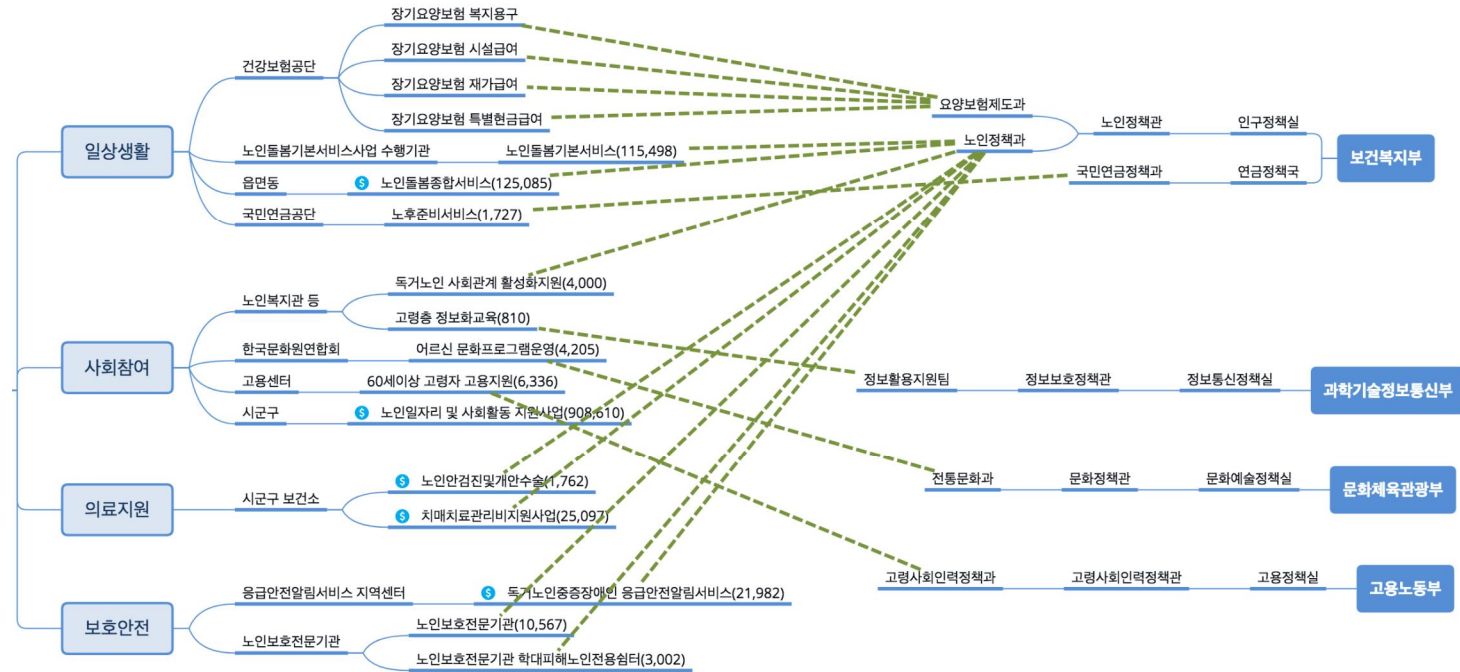 일상생활
건강보험공단
장기요양보험 복지용구
장기요양보험 시설급여
장기요양보험 재가급여
장기요양보험 특별현금급여
노인돌봄기본서비스사업 수행기관
노인돌봄기본서비스(115,498)
읍면동
$ 노인돌봄종합서비스(125,085)
국민연금공단
노후준비서비스(1,727)
사회참여
노인복지관 등
독거노인 사회관계 활성화지원(4,000)
고령층 정보화교육(810)
한국문화원연합회
어르신 문화프로그램운영(4,205)
고용센터
60세이상 고령자 고용지원(6,336)
시군구
$ 노인일자리 및 사회활동 지원사업(908,610)
의료지원
시군구 보건소
$ 노인안검진및개안수술(1,762)
$ 치매치료관리비지원사업(25,097)
보호안전
응급안전알림서비스 지역센터
$ 독거노인중증장애인 응급안전알림서비스(21,982)
노인보호전문기관
노인보호전문기관(10,567)
노인보호전문기관 학대피해노인전용쉼터(3,002)
요양보험제도과
노인정책과
노인정책관
인구정책실
국민연금정책과
연금정책국
보건복지부
정보활용지원팀
정보보호정책관
정보통신정책실
과학기술정보통신부
전통문화과
문화정책관
문화예술정책실
문화체육관광부
고령사회인력정책과
고령사회인력정책관
고용정책실
고용노동부